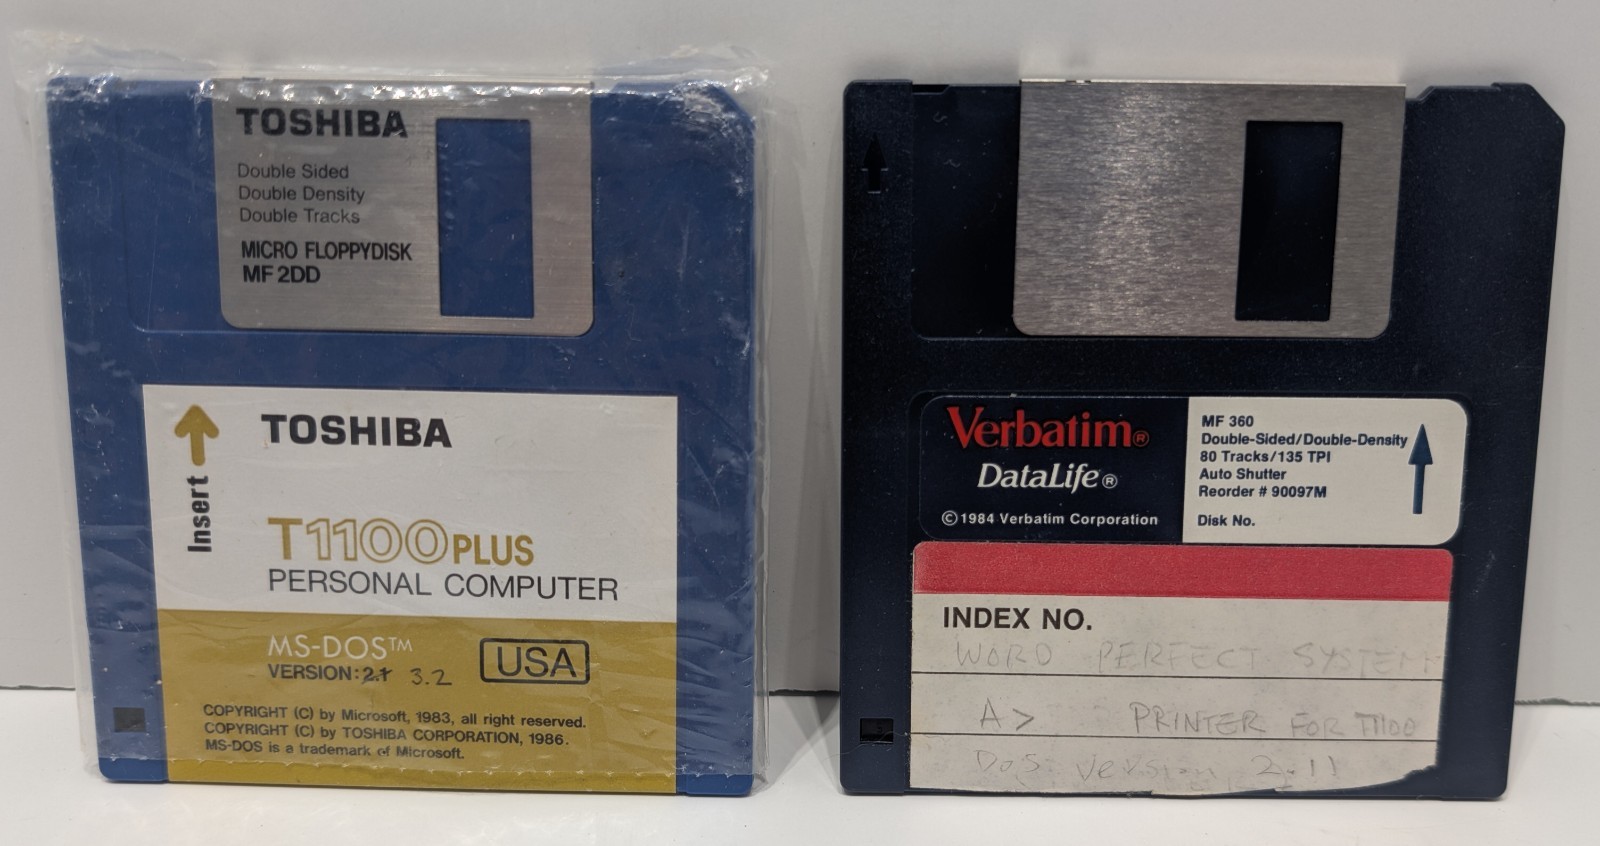 TOSHIBA
Double Sided
Double Density
Double Tracks
MICRO FLOPPYDISK
MF 2DD
Insert
TOSHIBA
T1100 PLUS
PERSONAL COMPUTER
MS-DOS™
VERSION: 2.1 3.2
USA
COPYRIGHT (C) by Microsoft, 1983, all right reserved.
COPYRIGHT (C) by TOSHIBA CORPORATION, 1986.
MS-DOS is a trademark of Microsoft.
Verbatim®
DataLife®
©1984 Verbatim Corporation
MF 360
Double-Sided/Double-Density
80 Tracks/135 TPI
Auto Shutter
Reorder # 90097M
Disk No.
INDEX NO.
WORD PERFECT SYSTEM
A> PRINTER FOR T1100
DOS Version 2.11